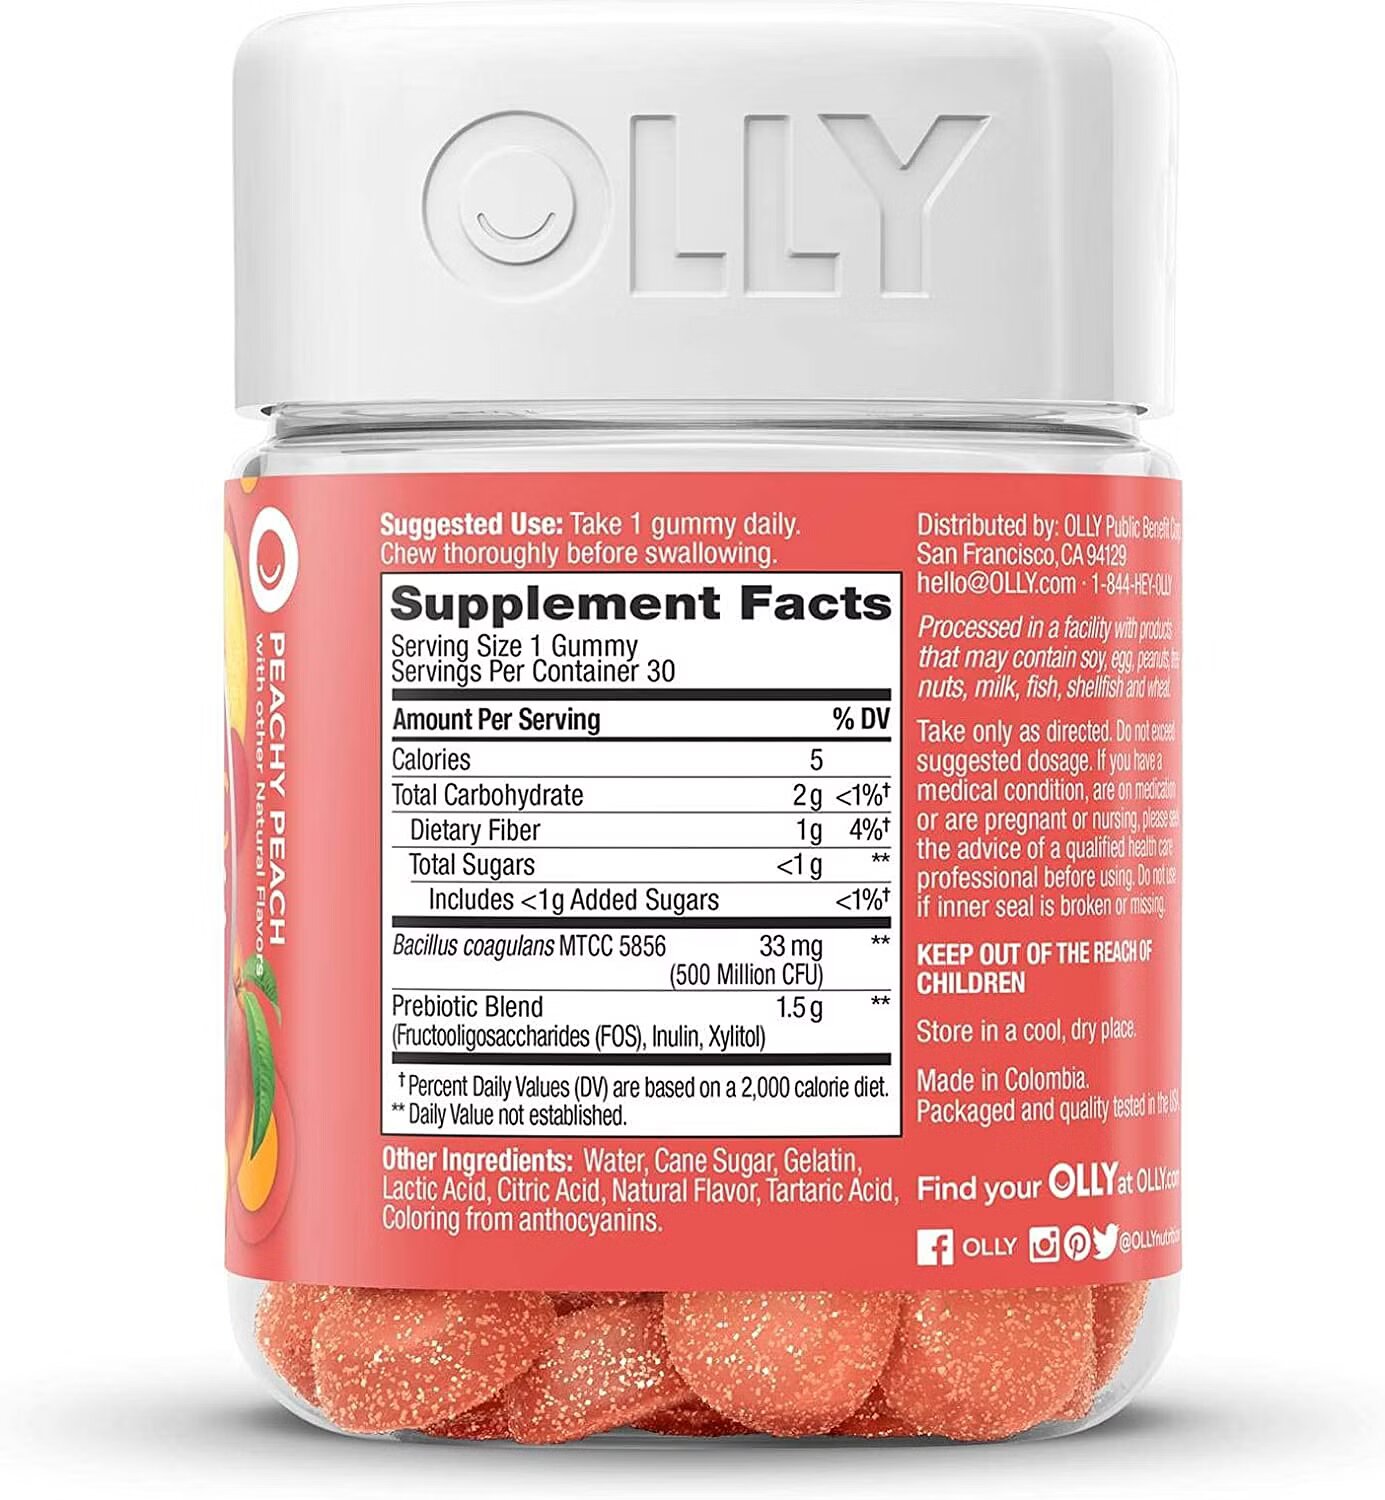 OLLY
PEACHY PEACH
with other Natural Flavors
Suggested Use: Take 1 gummy daily.
Chew thoroughly before swallowing.
Supplement Facts
Serving Size 1 Gummy
Servings Per Container 30
Amount Per Serving % DV
Calories 5
Total Carbohydrate 2g <1%†
Dietary Fiber 1g 4%†
Total Sugars <1g **
Includes <1g Added Sugars <1%†
Bacillus coagulans MTCC 5856 33 mg **
(500 Million CFU)
Prebiotic Blend 1.5g **
(Fructooligosaccharides (FOS), Inulin, Xylitol)
† Percent Daily Values (DV) are based on a 2,000 calorie diet.
** Daily Value not established.
Other Ingredients: Water, Cane Sugar, Gelatin,
Lactic Acid, Citric Acid, Natural Flavor, Tartaric Acid,
Coloring from anthocyanins.
Distributed by: OLLY Public Benefit
San Francisco, CA 94129
hello@OLLY.com · 1-844-HEY-OLLY
Processed in a facility with products
that may contain soy, egg, peanuts,
nuts, milk, fish, shellfish and wheat.
Take only as directed. Do not exceed
suggested dosage. If you have a
medical condition, are on medication
or are pregnant or nursing, please
the advice of a qualified health care
professional before using. Do not use
if inner seal is broken or missing.
KEEP OUT OF THE REACH OF
CHILDREN
Store in a cool, dry place.
Made in Colombia.
Packaged and quality tested in the
Find your OLLY at OLLY.com
OLLY